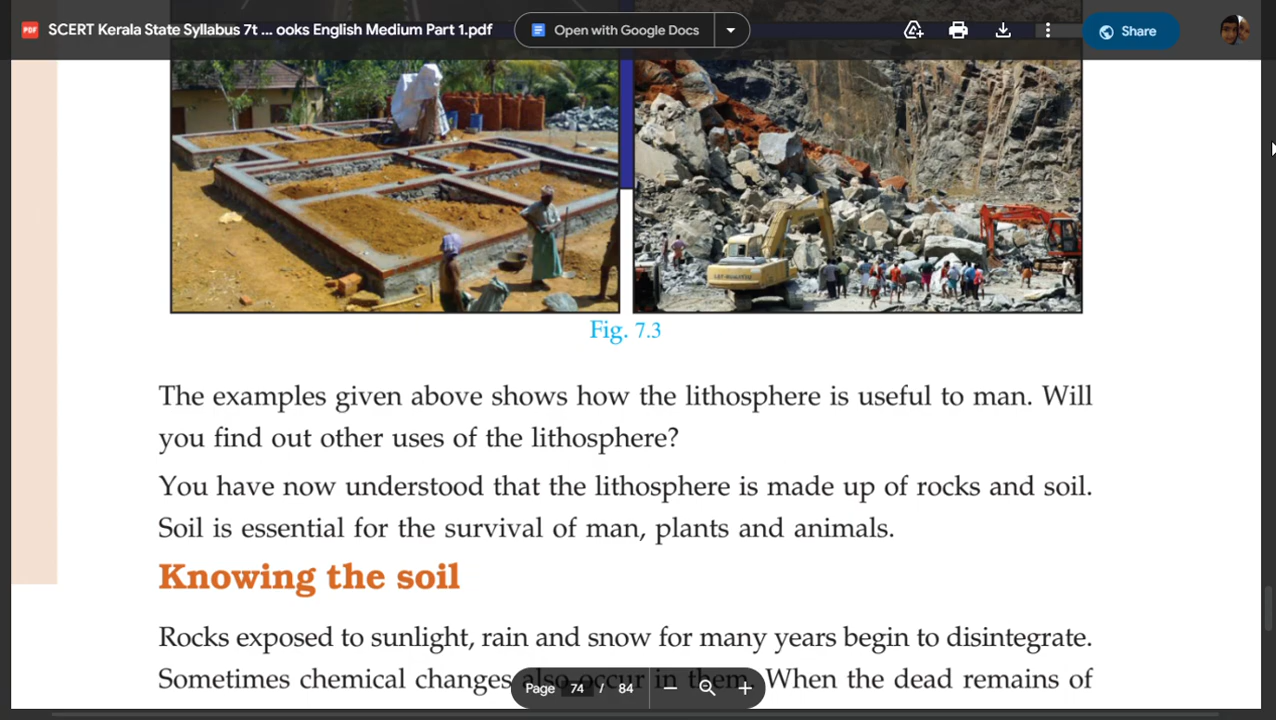 SCERT Kerala State Syllabus 7t ... ooks English Medium Part 1.pdf
Open with Google Docs
Share
Fig. 7.3
The examples given above shows how the lithosphere is useful to man. Will
you find out other uses of the lithosphere?
You have now understood that the lithosphere is made up of rocks and soil.
Soil is essential for the survival of man, plants and animals.
Knowing the soil
Rocks exposed to sunlight, rain and snow for many years begin to disintegrate.
Sometimes chemical changes also occur in them. When the dead remains of
Page 74 / 84